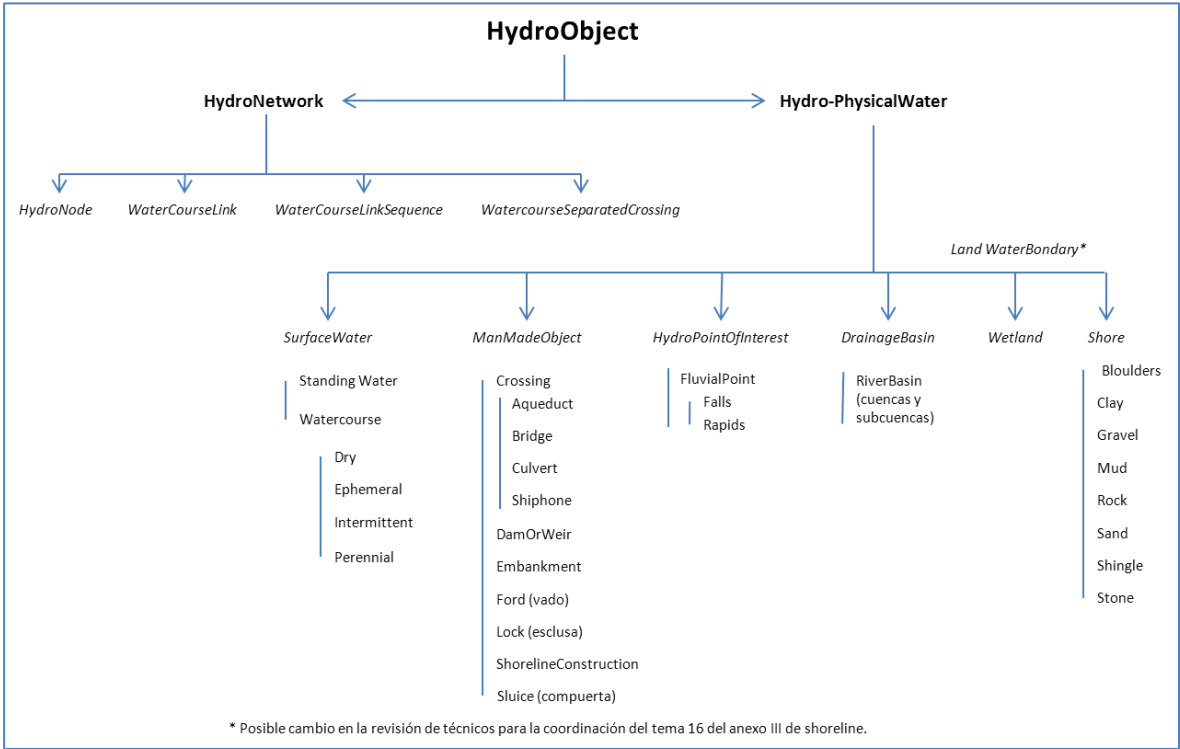 HydroObject
HydroNetwork
Hydro-PhysicalWater
HydroNode
WaterCourseLink
WaterCourseLinkSequence
WatercourseSeparatedCrossing
Land WaterBondary*
SurfaceWater
Standing Water
Watercourse
Dry
Ephemeral
Intermittent
Perennial
ManMadeObject
Crossing
Aqueduct
Bridge
Culvert
Shiphone
DamOrWeir
Embankment
Ford (vado)
Lock (esclusa)
ShorelineConstruction
Sluice (compuerta)
HydroPointOfInterest
FluvialPoint
Falls
Rapids
DrainageBasin
RiverBasin
(cuencas y
subcuencas)
Wetland
Shore
Bloulders
Clay
Gravel
Mud
Rock
Sand
Shingle
Stone
* Posible cambio en la revisión de técnicos para la coordinación del tema 16 del anexo III de shoreline.